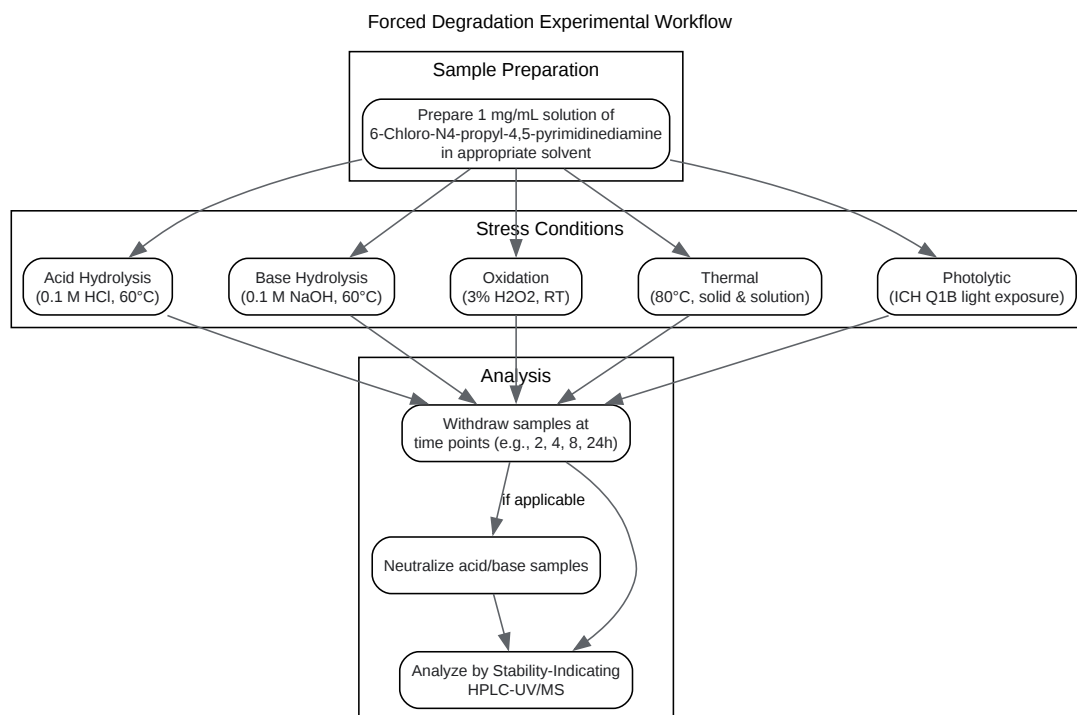 Forced Degradation Experimental Workflow
Sample Preparation
Prepare 1 mg/mL solution of
6-Chloro-N4-propyl-4,5-pyrimidinediamine
in appropriate solvent
Stress Conditions
Acid Hydrolysis
(0.1 M HCl, 60°C)
Base Hydrolysis
(0.1 M NaOH, 60°C)
Oxidation
(3% H2O2, RT)
Thermal
(80°C, solid & solution)
Photolytic
(ICH Q1B light exposure)
Analysis
Withdraw samples at
time points (e.g., 2, 4, 8, 24h)
if applicable
Neutralize acid/base samples
Analyze by Stability-Indicating
HPLC-UV/MS